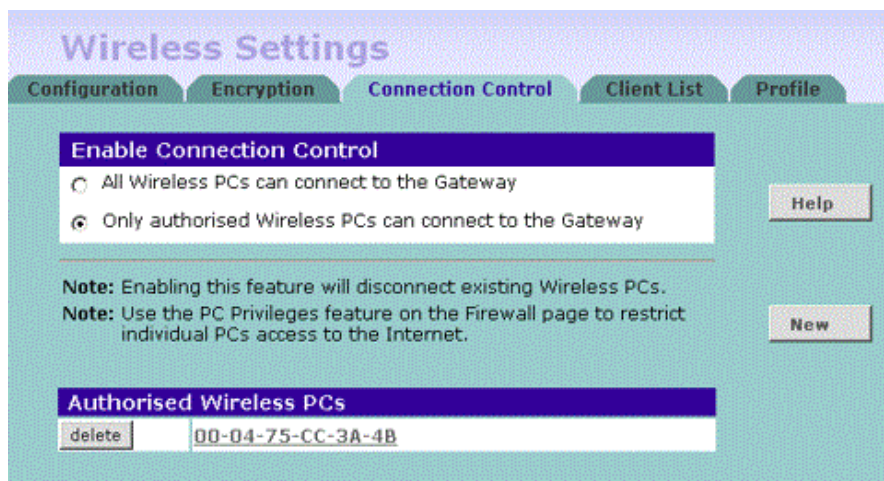 Wireless Settings
Configuration Encryption Connection Control Client List Profile
Enable Connection Control
All Wireless PCs can connect to the Gateway
Only authorised Wireless PCs can connect to the Gateway
Help
Note: Enabling this feature will disconnect existing Wireless PCs.
Note: Use the PC Privileges feature on the Firewall page to restrict
individual PCs access to the Internet.
New
Authorised Wireless PCs
delete 00-04-75-CC-3A-4B